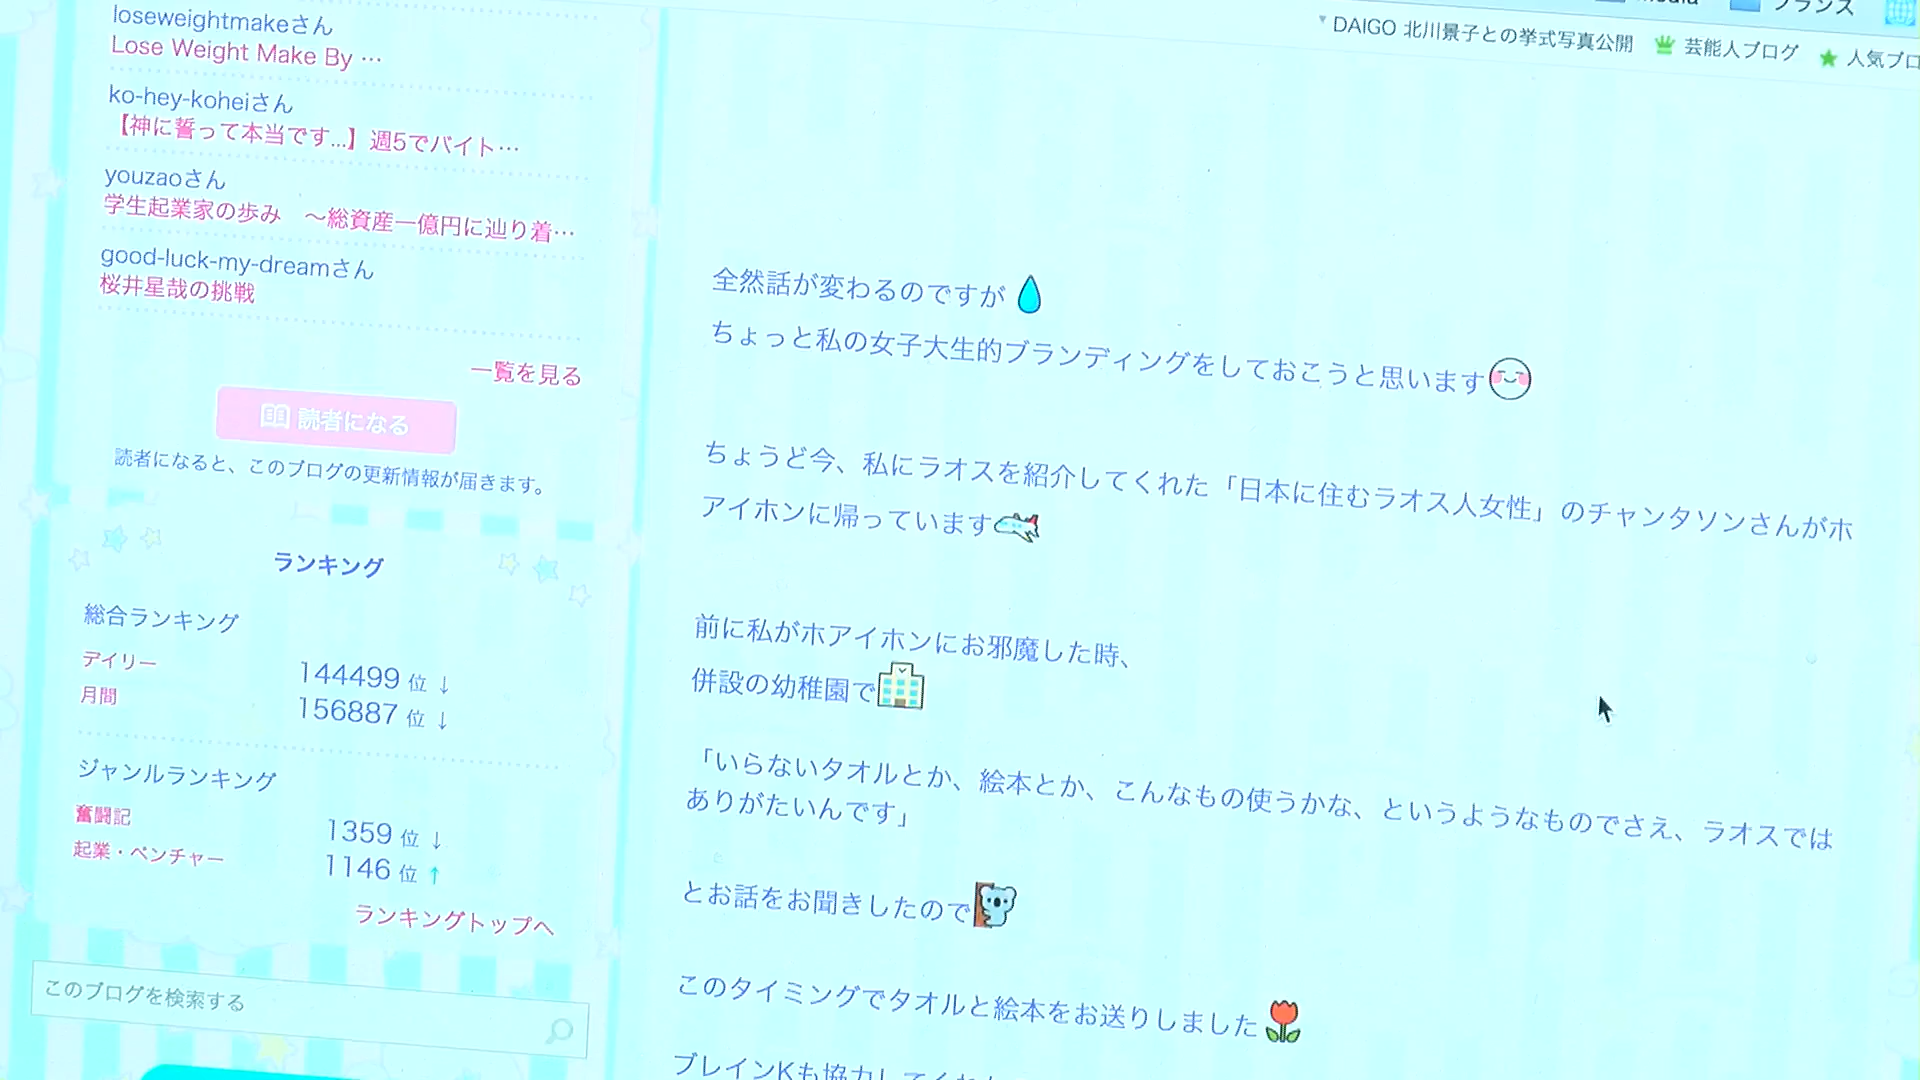 loseweightmakeさん
Lose Weight Make By …
ko-hey-koheiさん
【神に誓って本当です...】週5でバイト…
youzaoさん
学生起業家の歩み ～総資産一億円に辿り着…
good-luck-my-dreamさん
桜井星哉の挑戦
一覧を見る
読者になる
読者になると、このブログの更新情報が届きます。
ランキング
総合ランキング
デイリー 144499 位 ↓
月間 156887 位 ↓
ジャンルランキング
奮闘記 1359 位 ↓
起業・ベンチャー 1146 位 ↑
ランキングトップへ
このブログを検索する
フランス
DAIGO 北川景子との挙式写真公開 芸能人ブログ 人気ブロ
全然話が変わるのですが
ちょっと私の女子大生的ブランディングをしておこうと思います
ちょうど今、私にラオスを紹介してくれた「日本に住むラオス人女性」のチャンタソンさんがホ
アイホンに帰っています
前に私がホアイホンにお邪魔した時、
併設の幼稚園で
「いらないタオルとか、絵本とか、こんなもの使うかな、というようなものでさえ、ラオスでは
ありがたいんです」
とお話をお聞きしたので
このタイミングでタオルと絵本をお送りしました
ブレインKも協力して